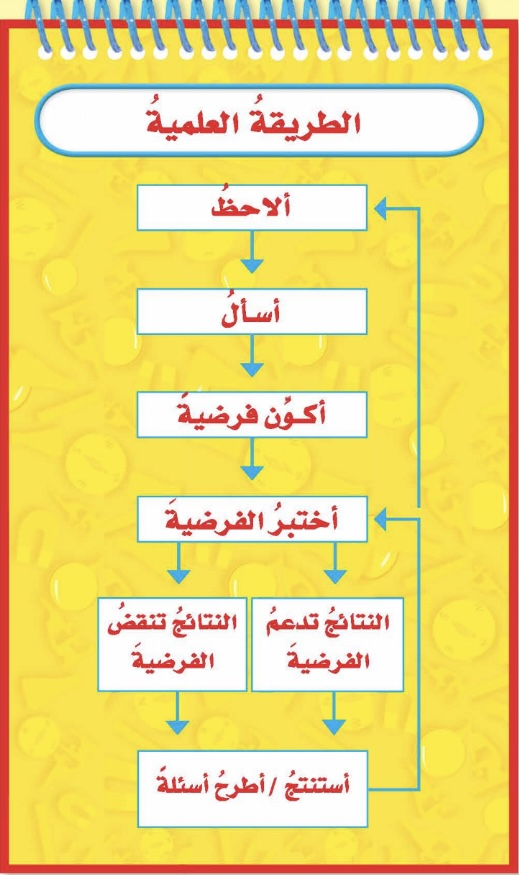 الطريقةُ العلميةُ
ألاحظُ
أسألُ
أكوِّن فرضيةً
أختبرُ الفرضيةَ
النتائجُ تدعمُ
الفرضيةَ
النتائجُ تنقضُ
الفرضيةَ
أستنتجُ / أطرحُ أسئلةً